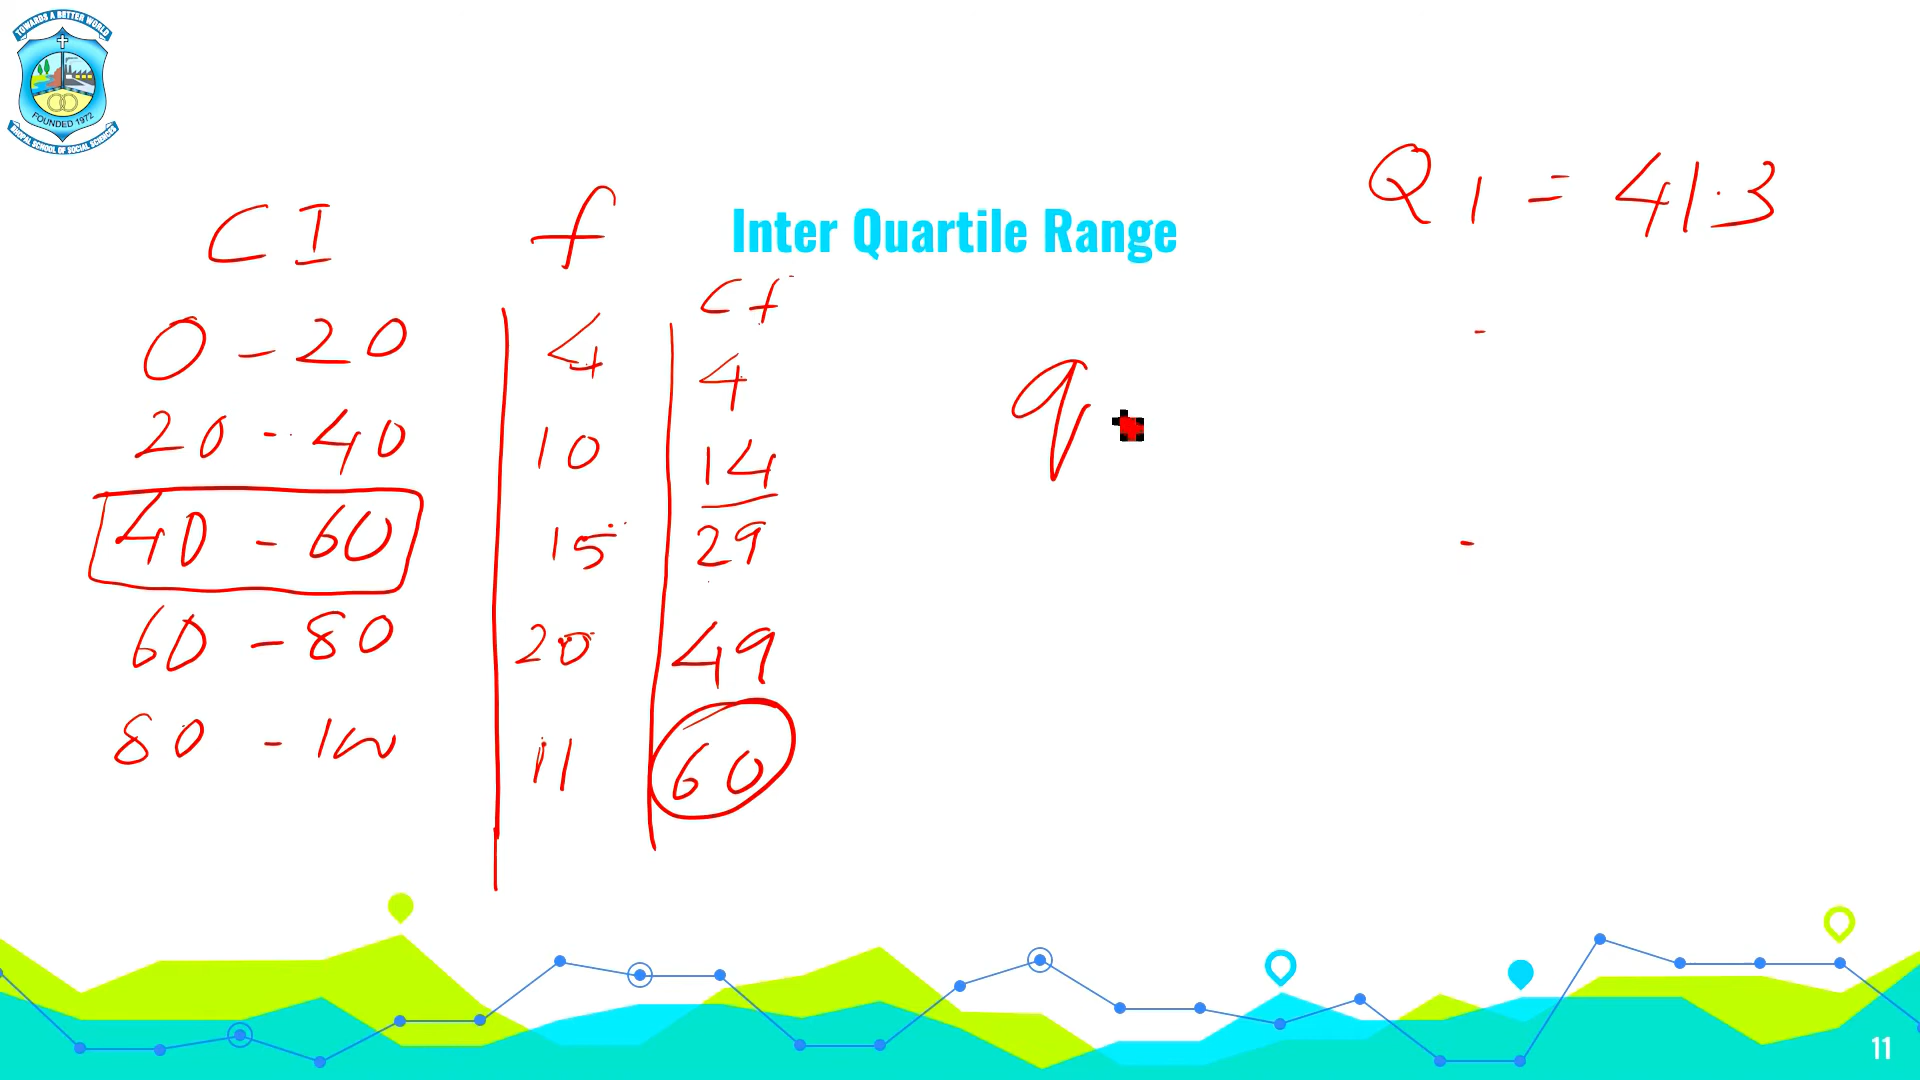 TOWARDS A BETTER WORLD
FOUNDED 1972
BHOPAL SCHOOL OF SOCIAL SCIENCES
Q1 = 41.3
Inter Quartile Range
CI f cf
0 - 20 4 4
20 - 40 10 14
40 - 60 15 29
60 - 80 20 49
80 - 100 11 60
q
11